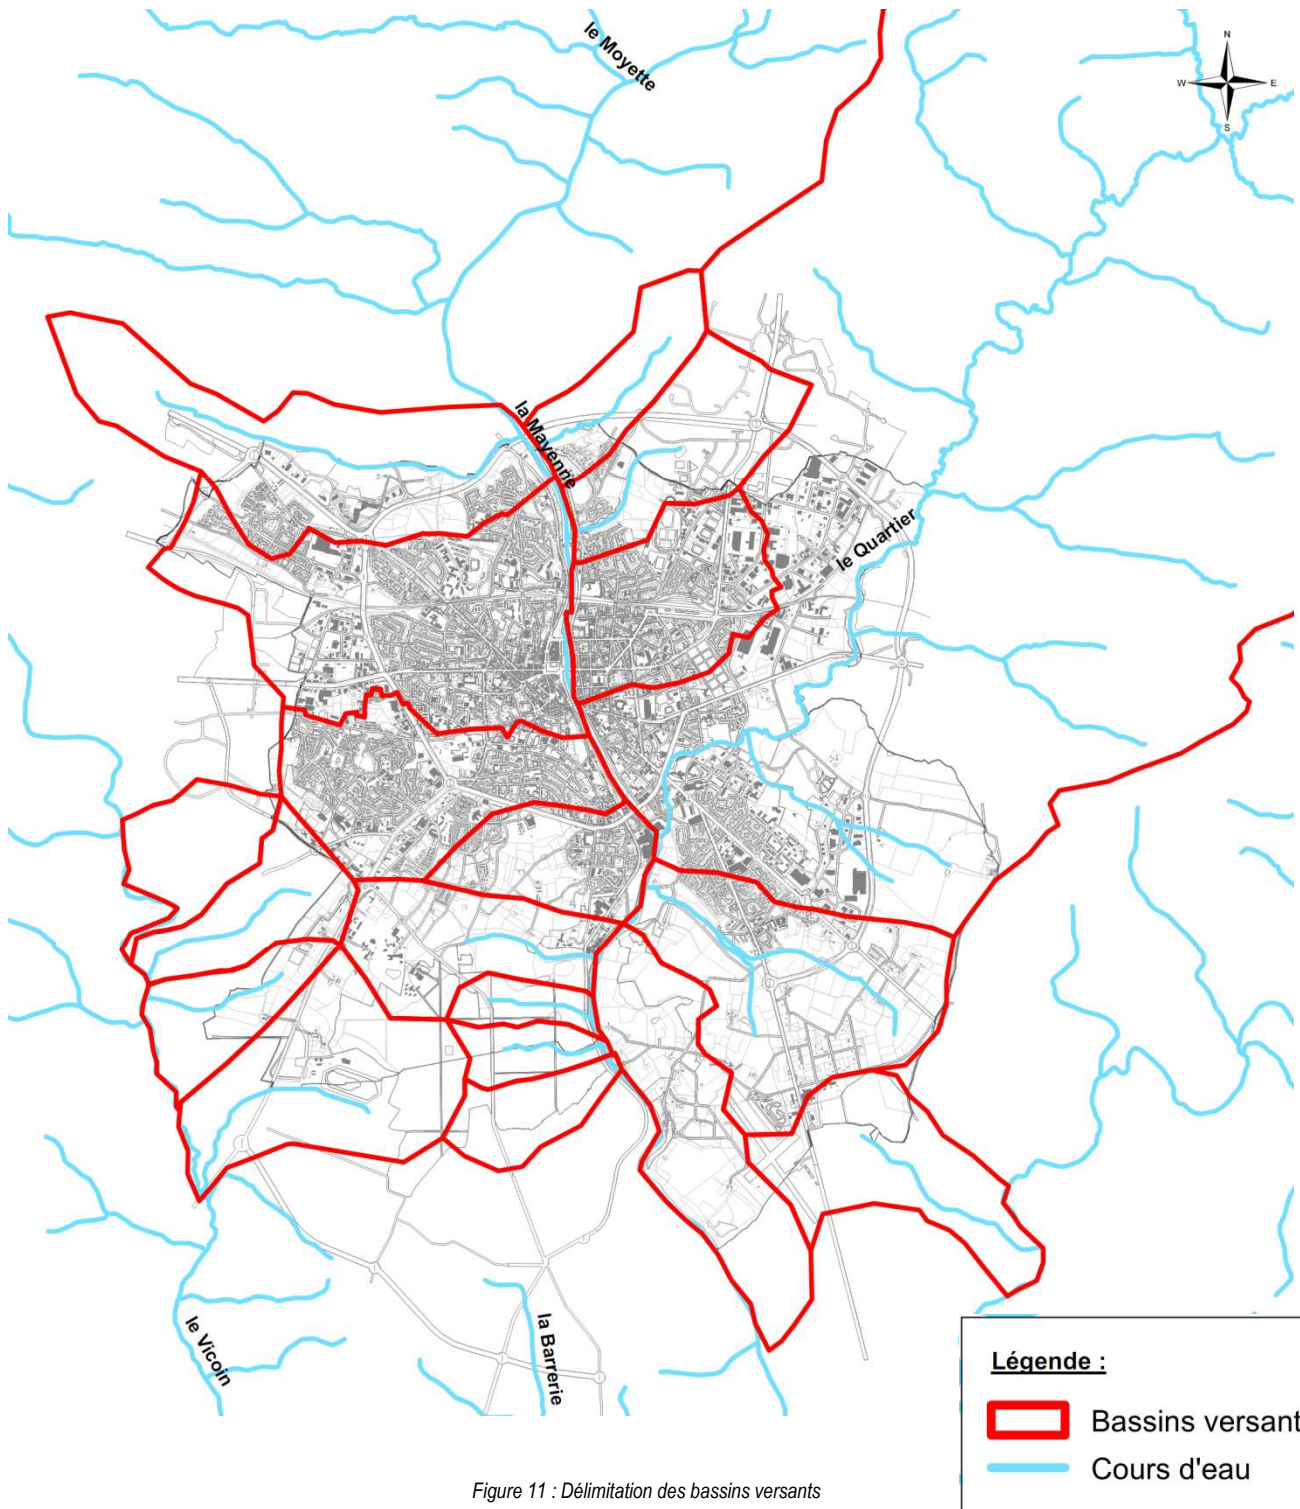 le Moyette
N
W
E
S
la Mayenne
le Quartier
le Vicoin
la Barrerie
Légende :
Bassins versant
Cours d'eau
Figure 11 : Délimitation des bassins versants